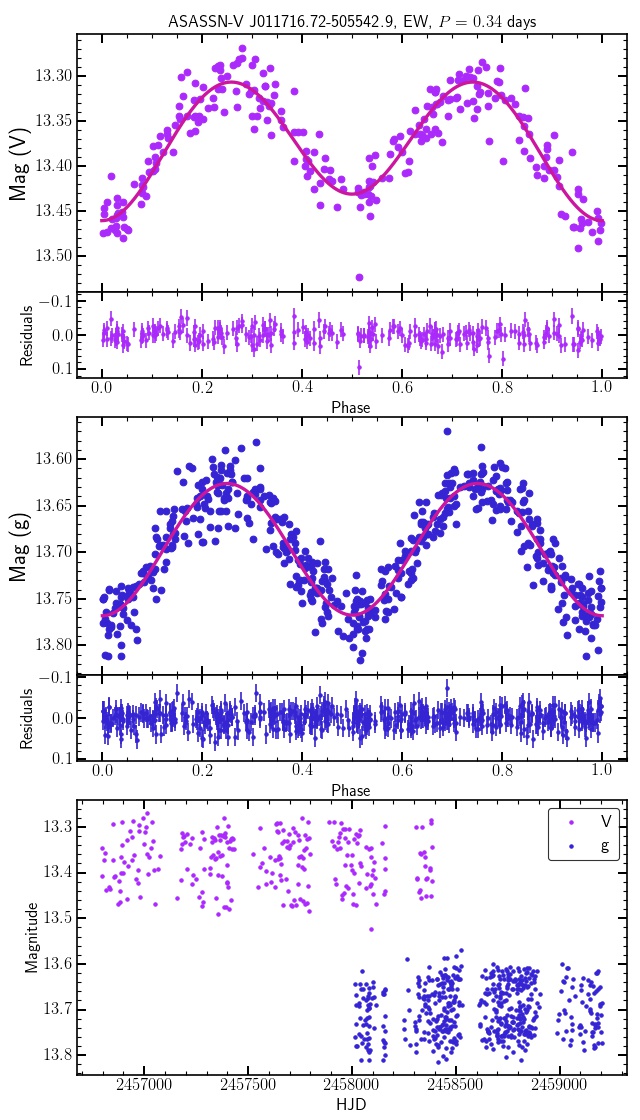 ASASSN-V J011716.72-505542.9, EW, P = 0.34 days
Mag (V)
13.30
13.35
13.40
13.45
13.50
Residuals
−0.1
0.0
0.1
0.0 0.2 0.4 0.6 0.8 1.0
Phase
Mag (g)
13.60
13.65
13.70
13.75
13.80
Residuals
−0.1
0.0
0.1
0.0 0.2 0.4 0.6 0.8 1.0
Phase
Magnitude
13.3
13.4
13.5
13.6
13.7
13.8
V
g
2457000 2457500 2458000 2458500 2459000
HJD